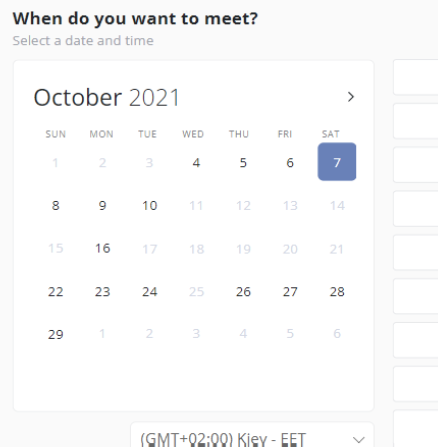 When do you want to meet?
Select a date and time
October 2021
SUN MON TUE WED THU FRI SAT
1 2 3 4 5 6 7
8 9 10 11 12 13 14
15 16 17 18 19 20 21
22 23 24 25 26 27 28
29 1 2 3 4 5 6
(GMT+02:00) Kiev - EET